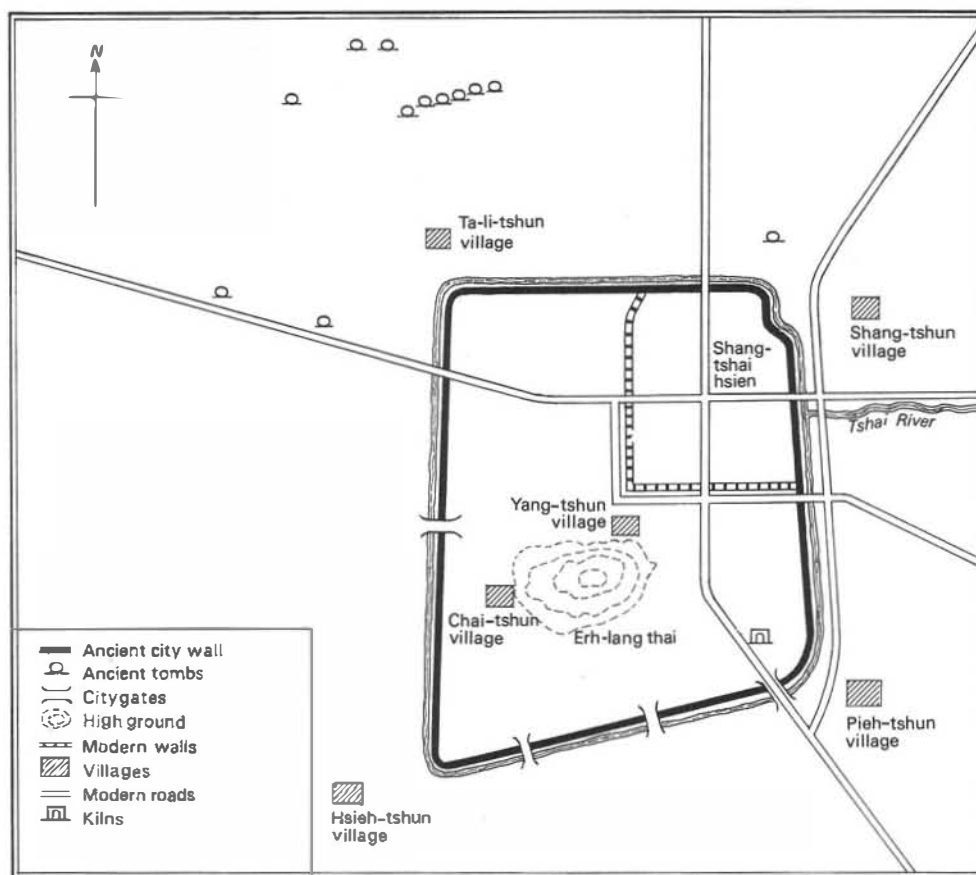 N
Ta-li-tshun
village
Shang-tshun
village
Shang-
tshai
hsien
Tshai River
Yang-tshun
village
Chai-tshun
village
Erh-lang thai
Pieh-tshun
village
Hsieh-tshun
village
Ancient city wall
Ancient tombs
Citygates
High ground
Modern walls
Villages
Modern roads
Kilns